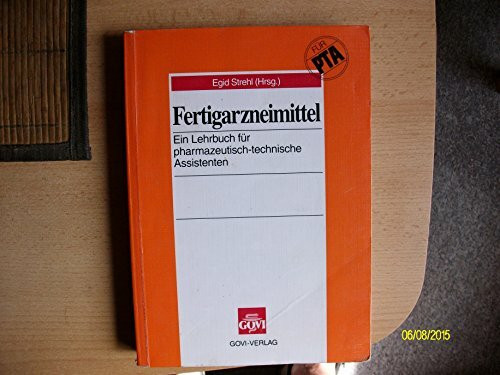 FÜR
PTA
Egid Strehl (Hrsg.)
Fertigarzneimittel
Ein Lehrbuch für
pharmazeutisch-technische
Assistenten
GOVI
GOVI-VERLAG
06/08/2015